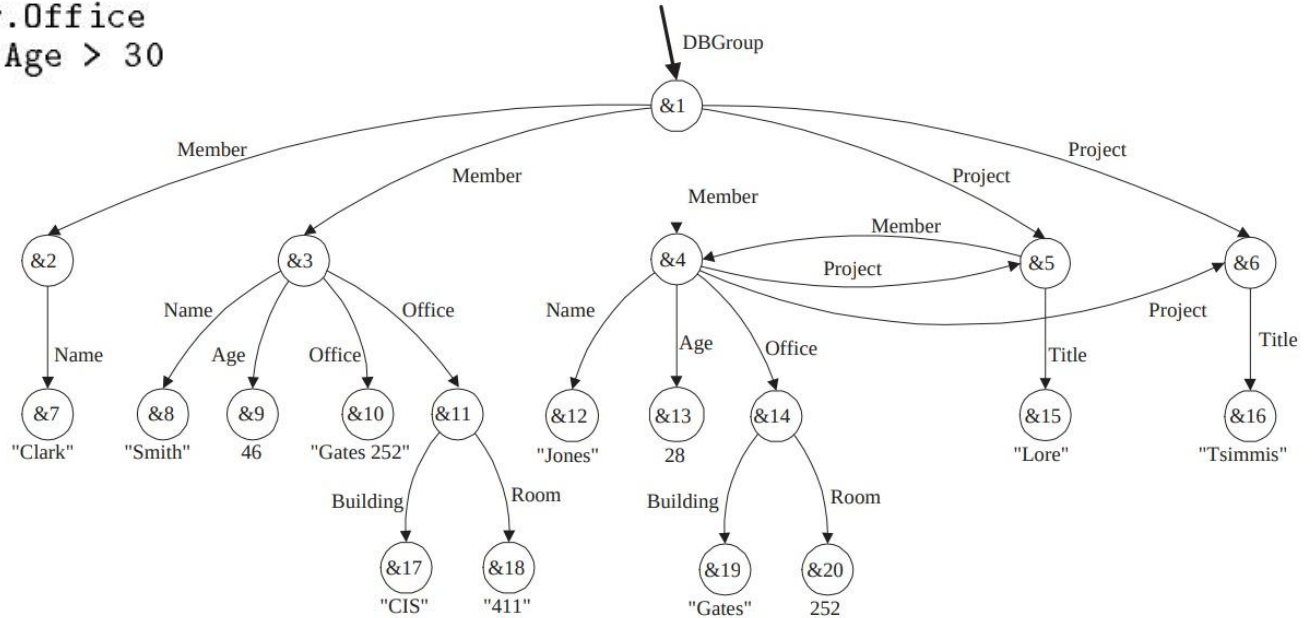 .Office
Age > 30
DBGroup
&1
Member
Member
Project
Project
Member
Member
Project
Project
&2
&3
&4
&5
&6
Name
Name
Age
Office
Office
Name
Age
Office
Title
Title
&7
&8
&9
&10
&11
&12
&13
&14
&15
&16
"Clark"
"Smith"
46
"Gates 252"
"Jones"
28
"Lore"
"Tsimmis"
Building
Room
Building
Room
&17
&18
&19
&20
"CIS"
"411"
"Gates"
252